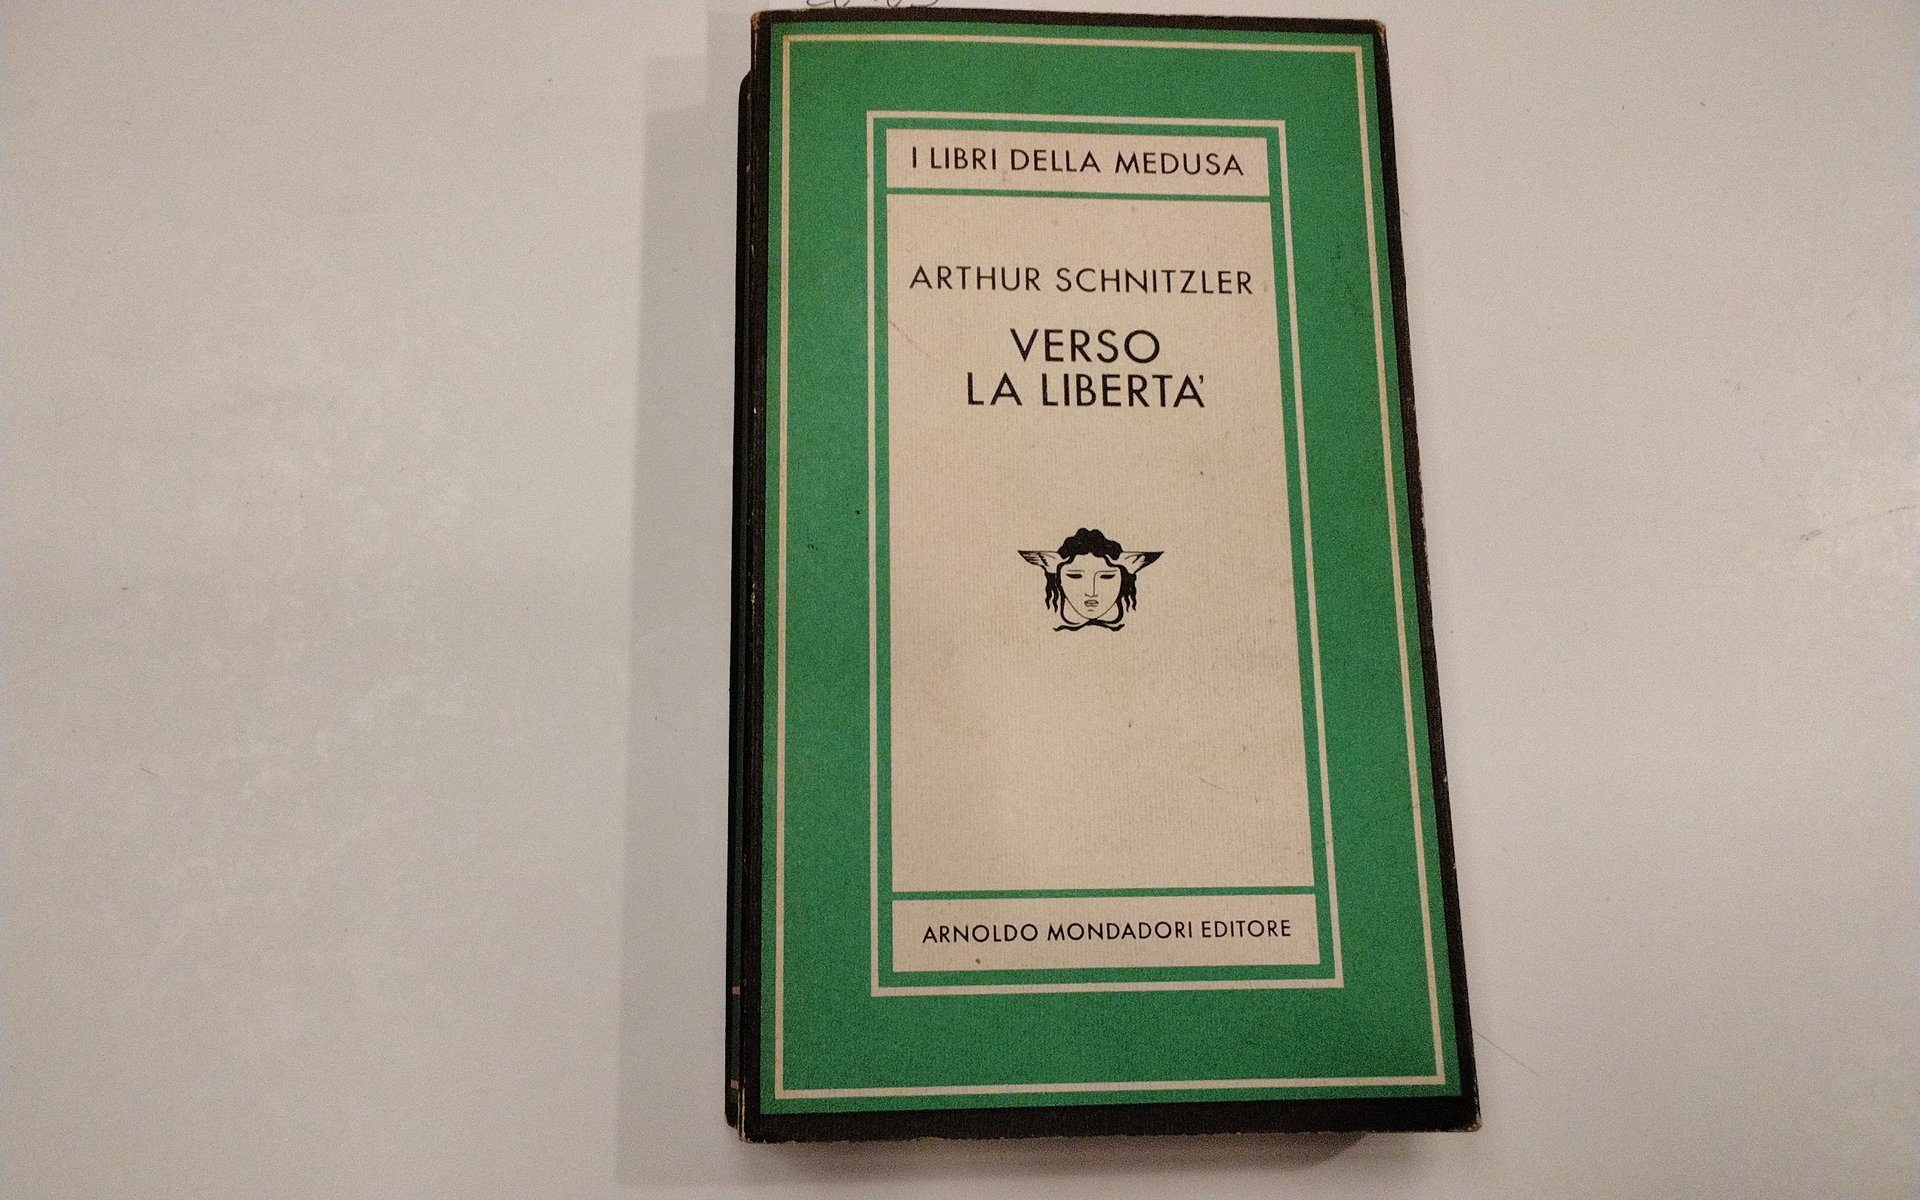 I LIBRI DELLA MEDUSA
ARTHUR SCHNITZLER
VERSO
LA LIBERTA'
ARNOLDO MONDADORI EDITORE